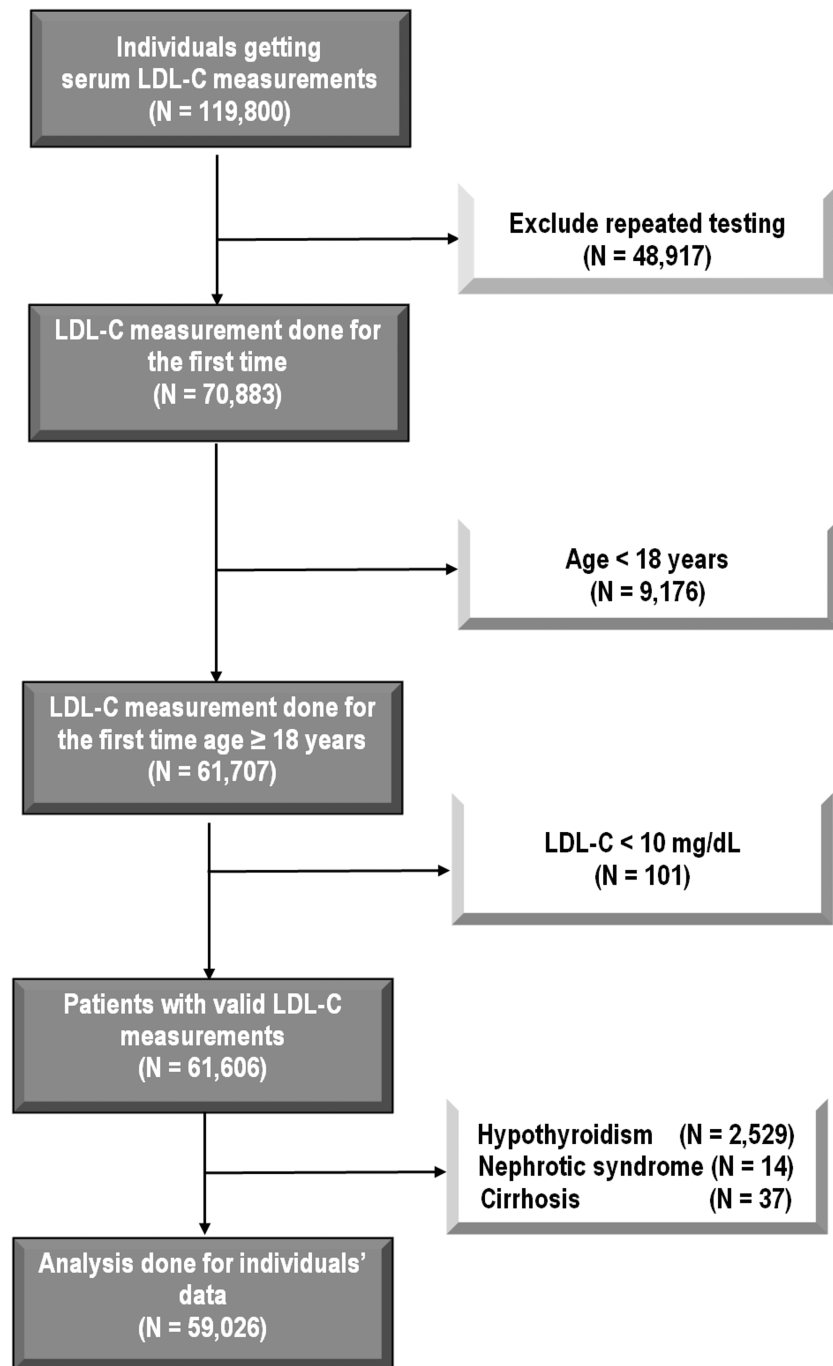 Individuals getting
serum LDL-C measurements
(N = 119,800)
Exclude repeated testing
(N = 48,917)
LDL-C measurement done for
the first time
(N = 70,883)
Age < 18 years
(N = 9,176)
LDL-C measurement done for
the first time age ≥ 18 years
(N = 61,707)
LDL-C < 10 mg/dL
(N = 101)
Patients with valid LDL-C
measurements
(N = 61,606)
Hypothyroidism (N = 2,529)
Nephrotic syndrome (N = 14)
Cirrhosis (N = 37)
Analysis done for individuals’
data
(N = 59,026)